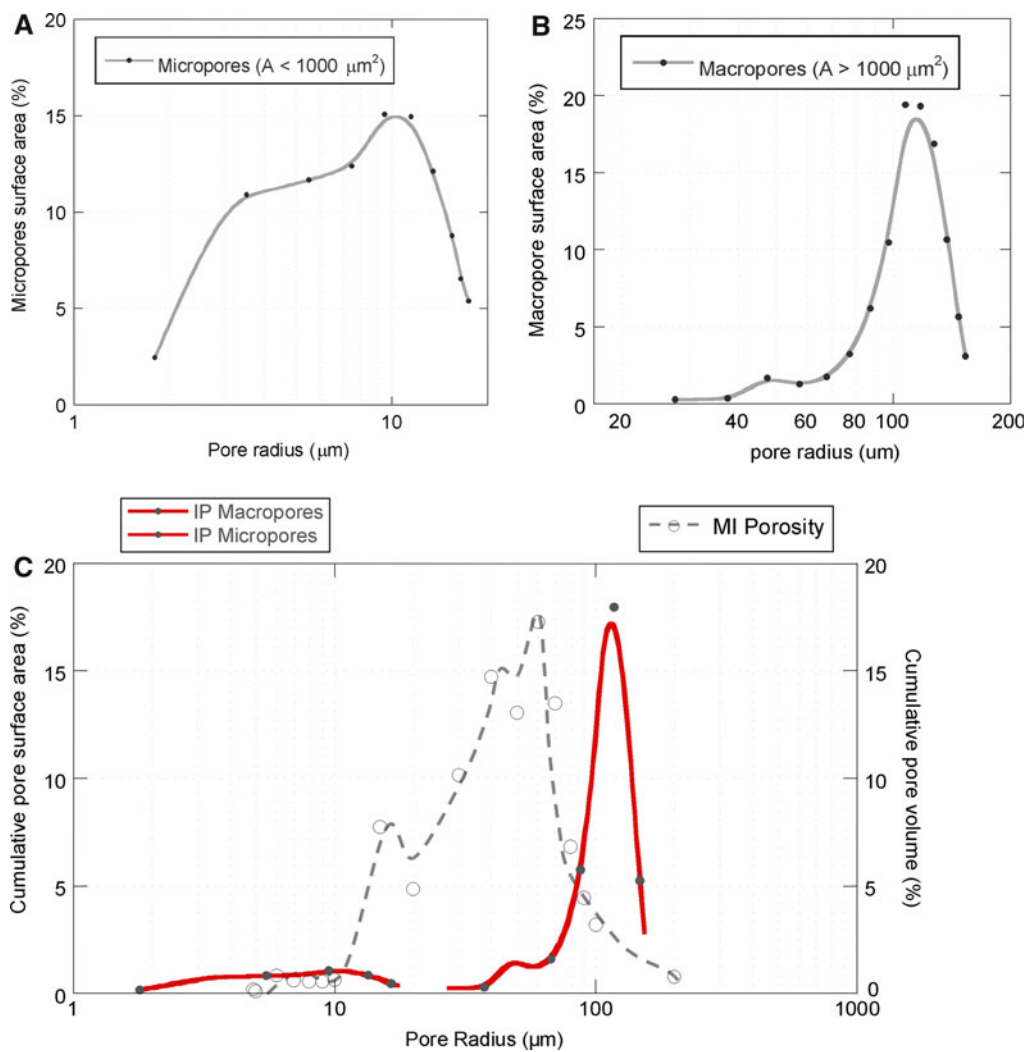 A
20
15
10
5
0
Micropores surface area (%)
Micropores (A < 1000 μm²)
1
10
Pore radius (μm)
B
25
20
15
10
5
0
Macropore surface area (%)
Macropores (A > 1000 μm²)
20
40
60
80
100
200
pore radius (um)
IP Macropores
IP Micropores
MI Porosity
C
20
15
10
5
0
Cumulative pore surface area (%)
20
15
10
5
0
Cumulative pore volume (%)
1
10
100
1000
Pore Radius (μm)